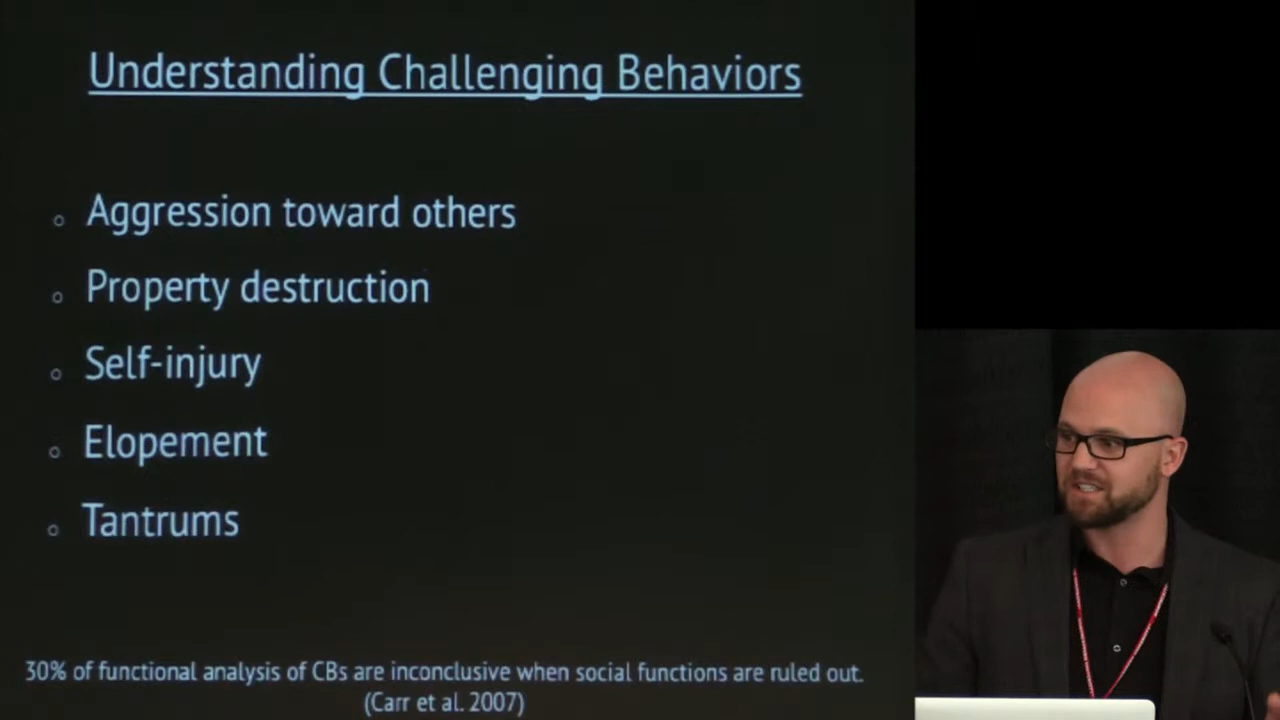 Understanding Challenging Behaviors
Aggression toward others
Property destruction
Self-injury
Elopement
Tantrums
30% of functional analysis of CBs are inconclusive when social functions are ruled out.
(Carr et al. 2007)